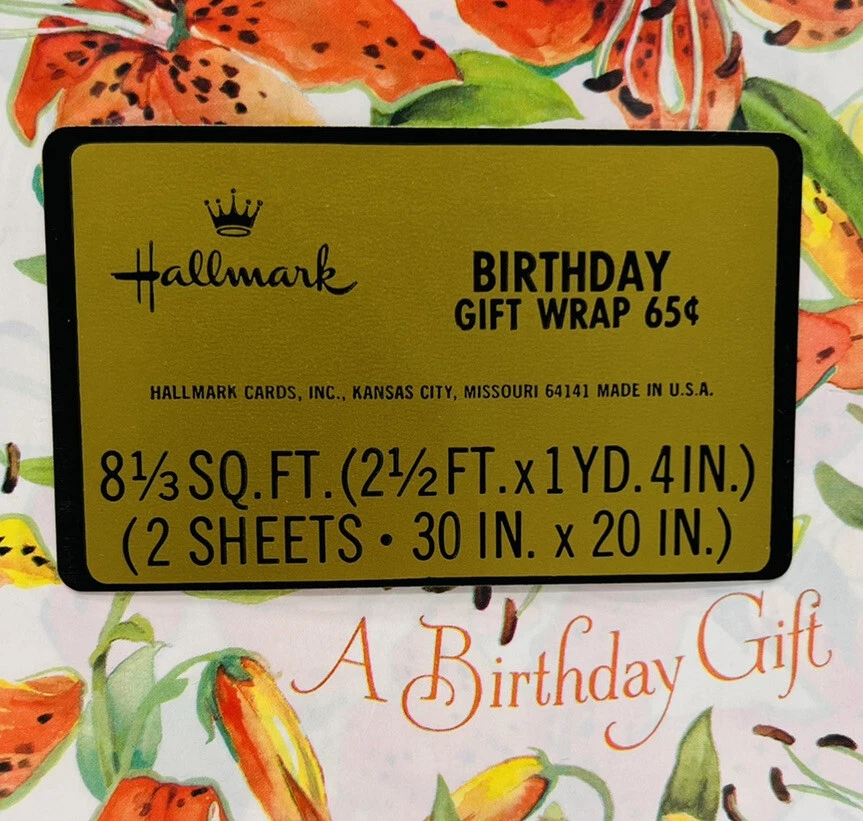 Hallmark
BIRTHDAY
GIFT WRAP 65¢
HALLMARK CARDS, INC., KANSAS CITY, MISSOURI 64141 MADE IN U.S.A.
8⅓ SQ. FT. (2½ FT. x 1 YD. 4 IN.)
(2 SHEETS • 30 IN. x 20 IN.)
A Birthday Gift